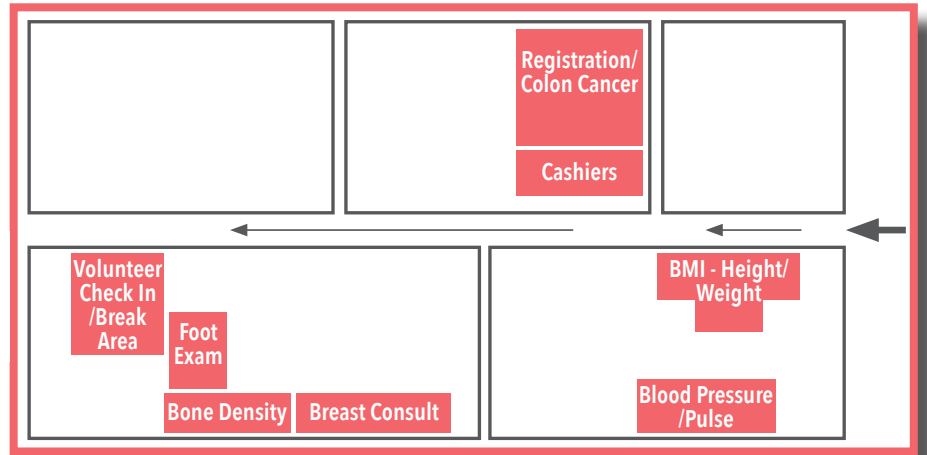 Registration/
Colon Cancer
Cashiers
Volunteer
Check In
/Break
Area
Foot
Exam
Bone Density
Breast Consult
BMI - Height/
Weight
Blood Pressure
/Pulse